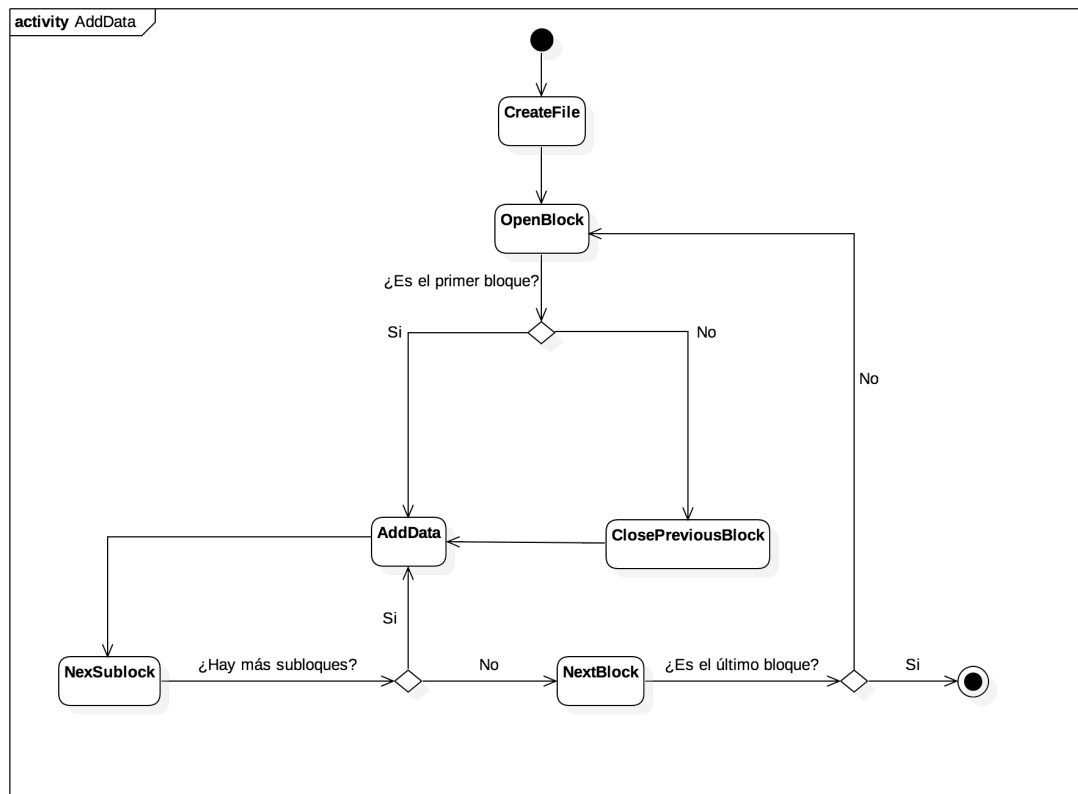 activity AddData
CreateFile
OpenBlock
¿Es el primer bloque?
Si
No
No
AddData
ClosePreviousBlock
Si
NexSublock
¿Hay más subloques?
No
NextBlock
¿Es el último bloque?
Si